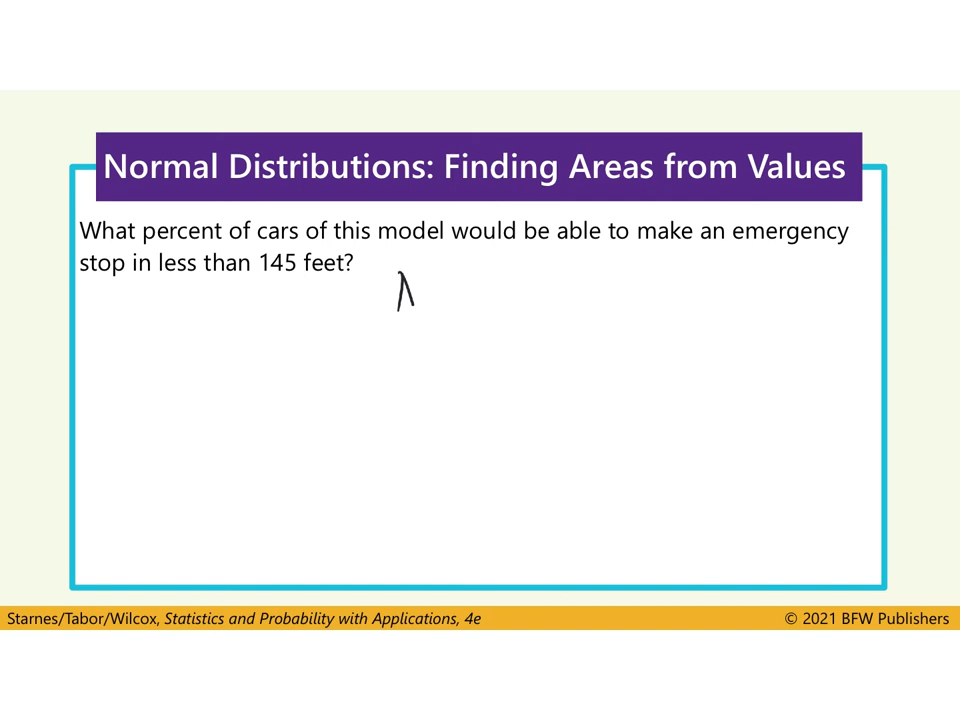 Normal Distributions: Finding Areas from Values
What percent of cars of this model would be able to make an emergency
stop in less than 145 feet?
Starnes/Tabor/Wilcox, Statistics and Probability with Applications, 4e
© 2021 BFW Publishers